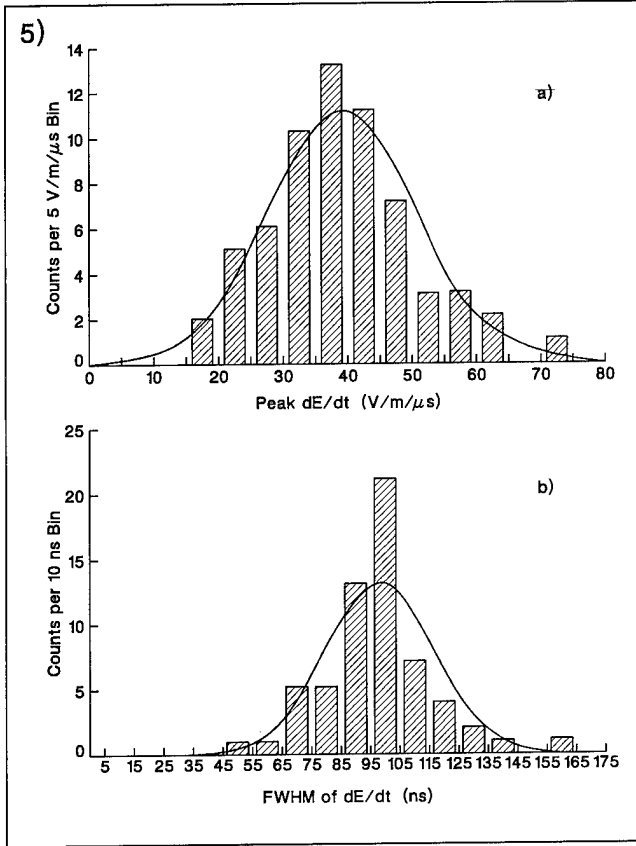 5)
a)
Counts per 5 V/m/μs Bin
14
12
10
8
6
4
2
0
0 10 20 30 40 50 60 70 80
Peak dE/dt (V/m/μs)
b)
Counts per 10 ns Bin
25
20
15
10
5
0
5 15 25 35 45 55 65 75 85 95 105 115 125 135 145 155 165 175
FWHM of dE/dt (ns)